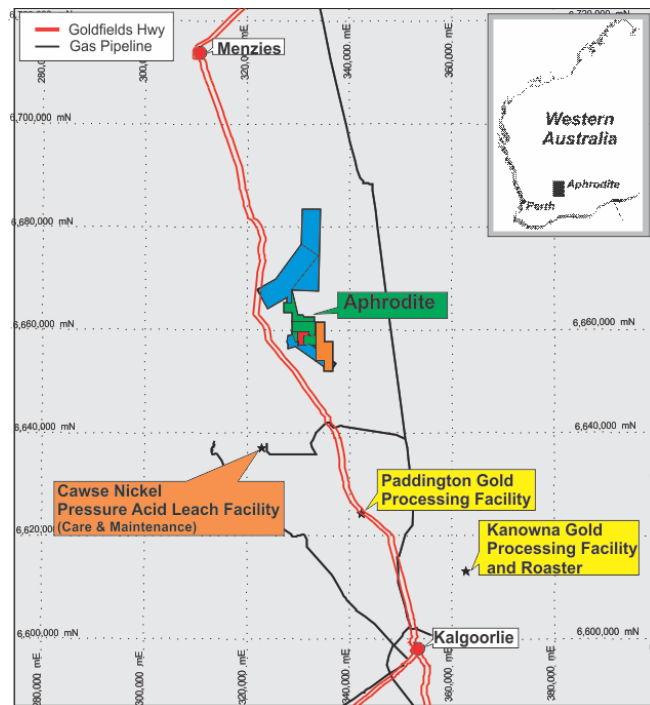 Goldfields Hwy
Gas Pipeline
Menzies
280,000, mE
300,000, mE
320,000, mE
340,000, mE
360,000, mE
6,720,000 mN
6,700,000 mN
6,680,000 mN
6,660,000 mN
6,660,000 mN
6,640,000 mN
6,640,000 mN
6,620,000 mN
6,600,000 mN
6,600,000 mN
Western
Australia
Aphrodite
Perth
Aphrodite
Cawse Nickel
Pressure Acid Leach Facility
(Care & Maintenance)
Paddington Gold
Processing Facility
Kanowna Gold
Processing Facility
and Roaster
Kalgoorlie
280,000, mE
300,000, mE
320,000, mE
340,000, mE
360,000, mE
380,000, mE